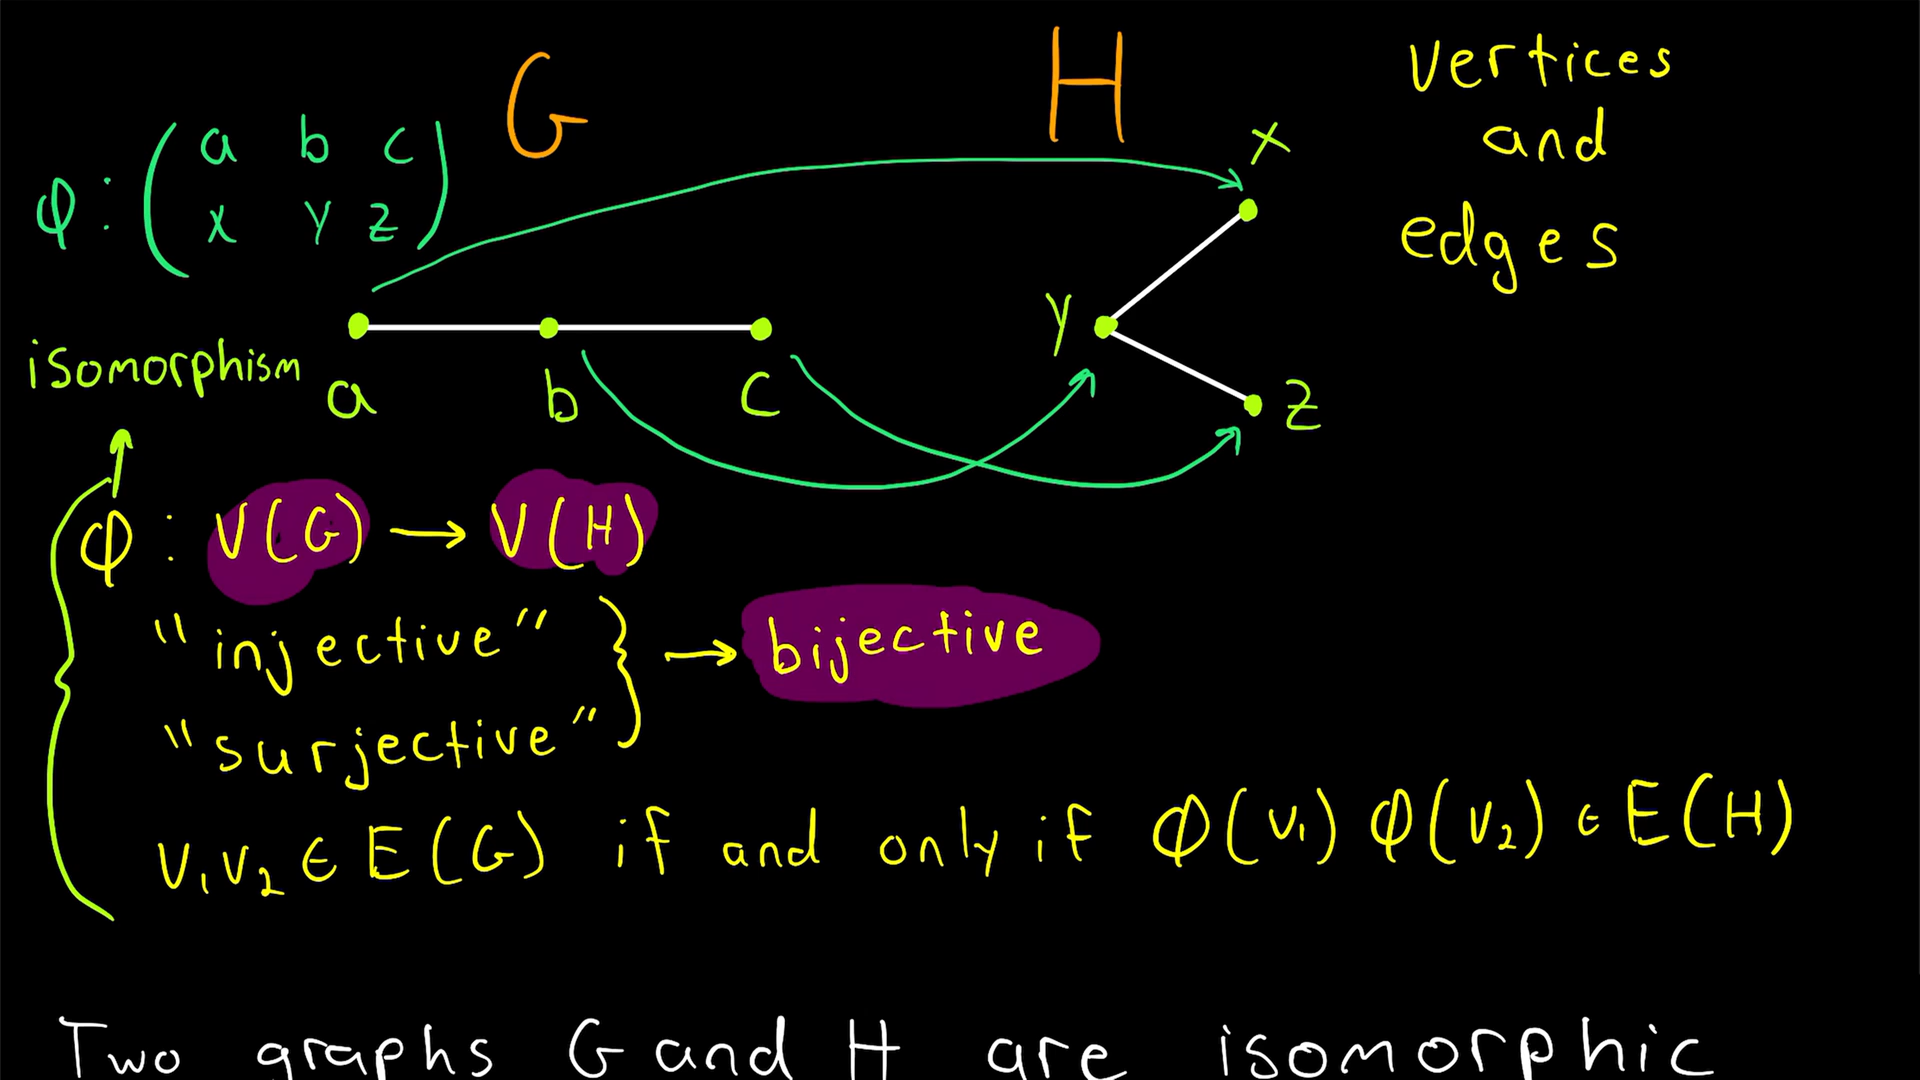 G
H
vertices
and
edges
φ: ( a b c
x y z )
x
y
z
isomorphism
a b c
φ : V(G) → V(H)
"injective" } → bijective
"surjective"
v₁v₂ ∈ E(G) if and only if φ(v₁) φ(v₂) ∈ E(H)
Two graphs G and H are isomorphic